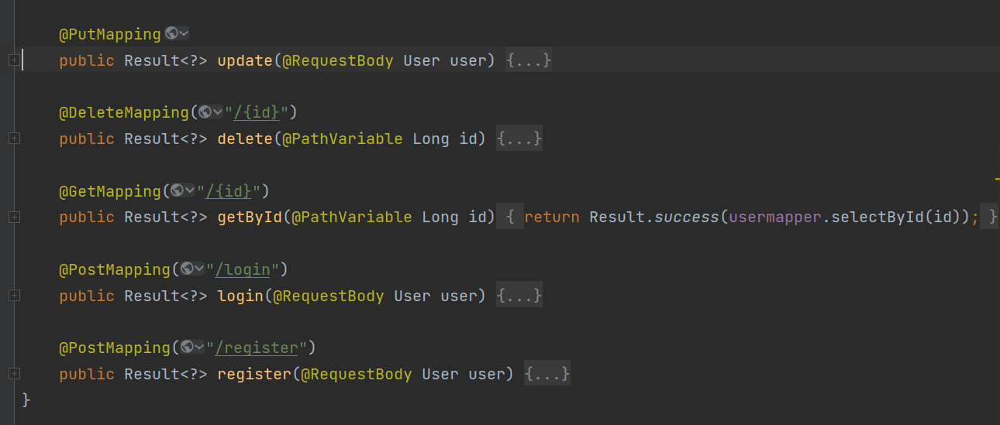 @PutMapping
public Result<?> update(@RequestBody User user) {...}
@DeleteMapping("/{id}")
public Result<?> delete(@PathVariable Long id) {...}
@GetMapping("/{id}")
public Result<?> getById(@PathVariable Long id) { return Result.success(usermapper.selectById(id)); }
@PostMapping("/login")
public Result<?> login(@RequestBody User user) {...}
@PostMapping("/register")
public Result<?> register(@RequestBody User user) {...}
}